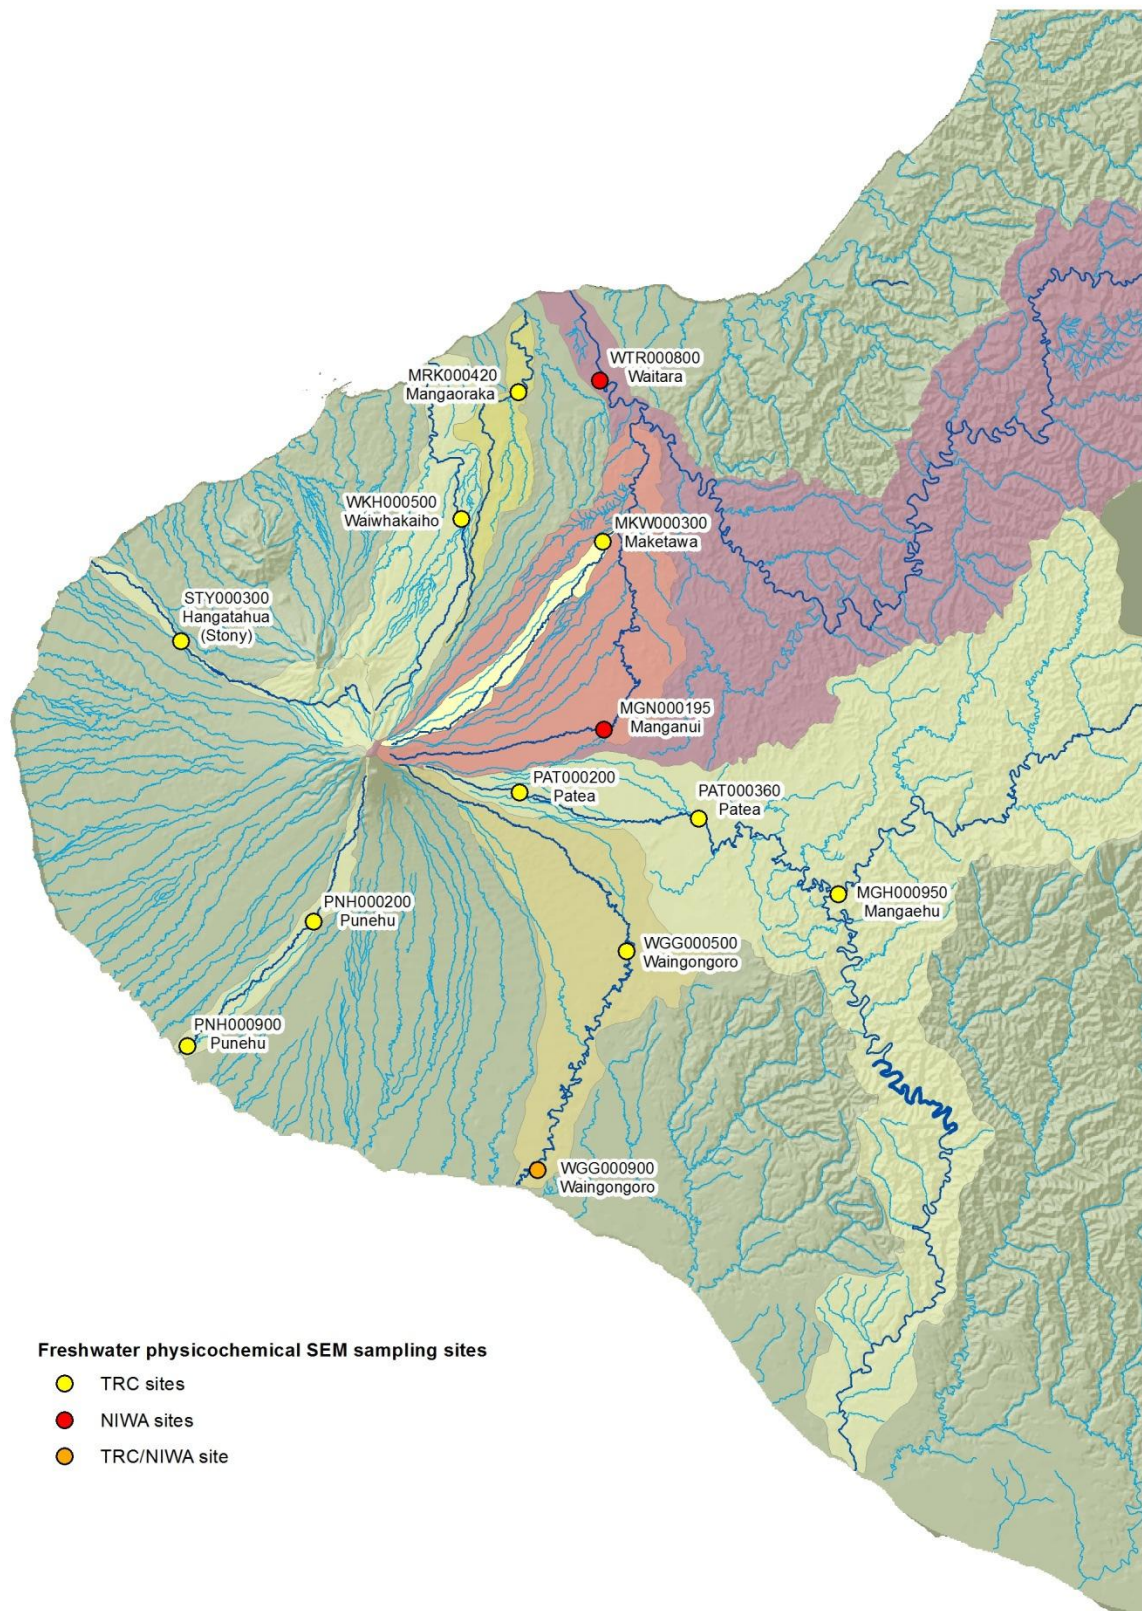 WTR000800
Waitara
MRK000420
Mangaoraka
WKH000500
Waiwhakaiho
MKW000300
Maketawa
STY000300
Hangatahua
(Stony)
MGN000195
Manganui
PAT000200
Patea
PAT000360
Patea
MGH000950
Mangaehu
PNH000200
Punehu
WGG000500
Waingongoro
PNH000900
Punehu
WGG000900
Waingongoro
Freshwater physicochemical SEM sampling sites
TRC sites
NIWA sites
TRC/NIWA site